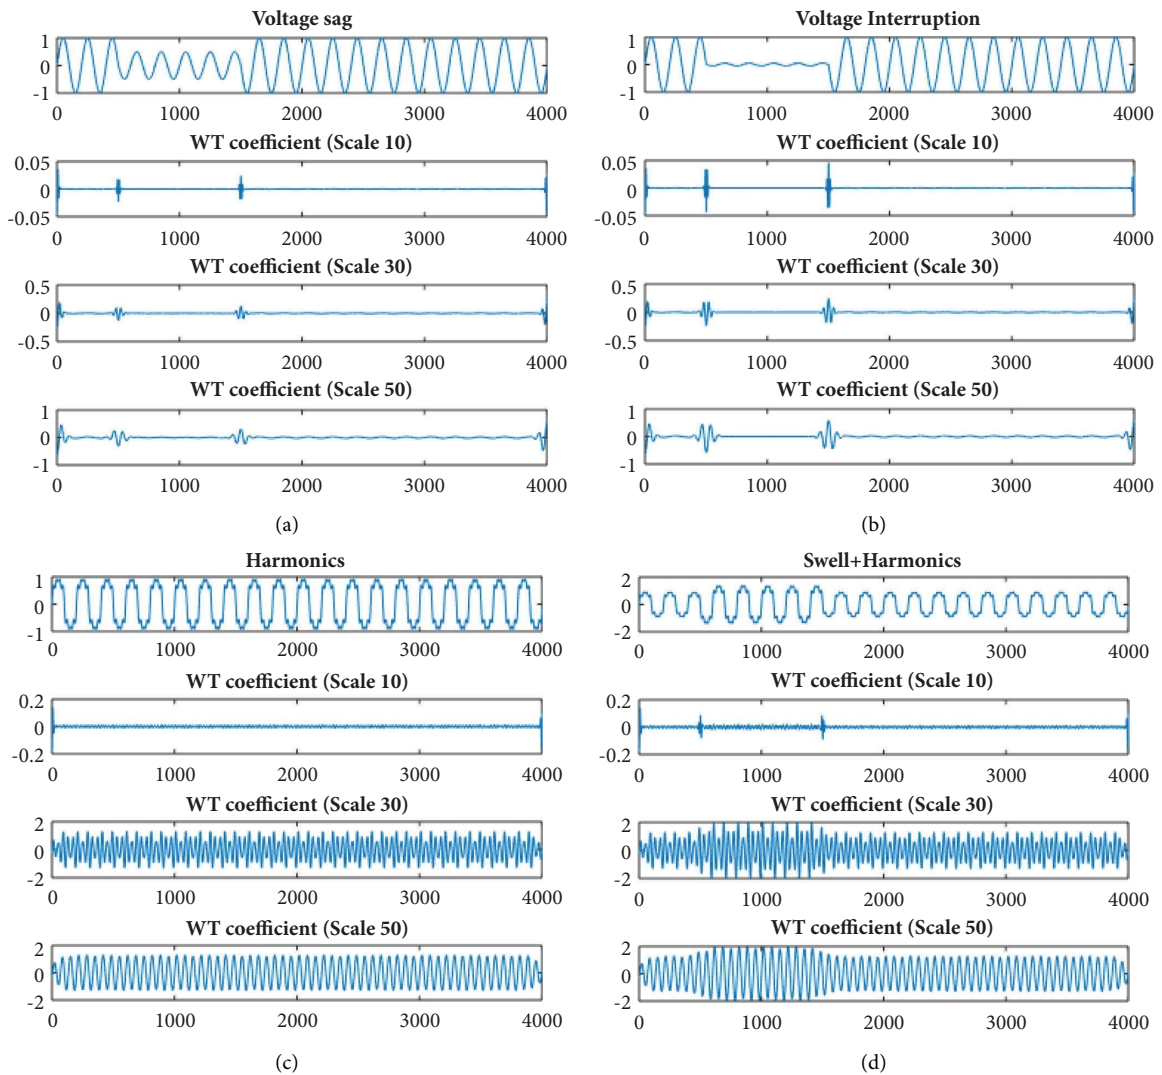 Voltage sag
1
0
-1
0 1000 2000 3000 4000
WT coefficient (Scale 10)
0.05
0
-0.05
0 1000 2000 3000 4000
WT coefficient (Scale 30)
0.5
0
-0.5
0 1000 2000 3000 4000
WT coefficient (Scale 50)
1
0
-1
0 1000 2000 3000 4000
(a)
Voltage Interruption
1
0
-1
0 1000 2000 3000 4000
WT coefficient (Scale 10)
0.05
0
-0.05
0 1000 2000 3000 4000
WT coefficient (Scale 30)
0.5
0
-0.5
0 1000 2000 3000 4000
WT coefficient (Scale 50)
1
0
-1
0 1000 2000 3000 4000
(b)
Harmonics
1
0
-1
0 1000 2000 3000 4000
WT coefficient (Scale 10)
0.2
0
-0.2
0 1000 2000 3000 4000
WT coefficient (Scale 30)
2
0
-2
0 1000 2000 3000 4000
WT coefficient (Scale 50)
2
0
-2
0 1000 2000 3000 4000
(c)
Swell+Harmonics
2
0
-2
0 1000 2000 3000 4000
WT coefficient (Scale 10)
0.2
0
-0.2
0 1000 2000 3000 4000
WT coefficient (Scale 30)
2
0
-2
0 1000 2000 3000 4000
WT coefficient (Scale 50)
2
0
-2
0 1000 2000 3000 4000
(d)